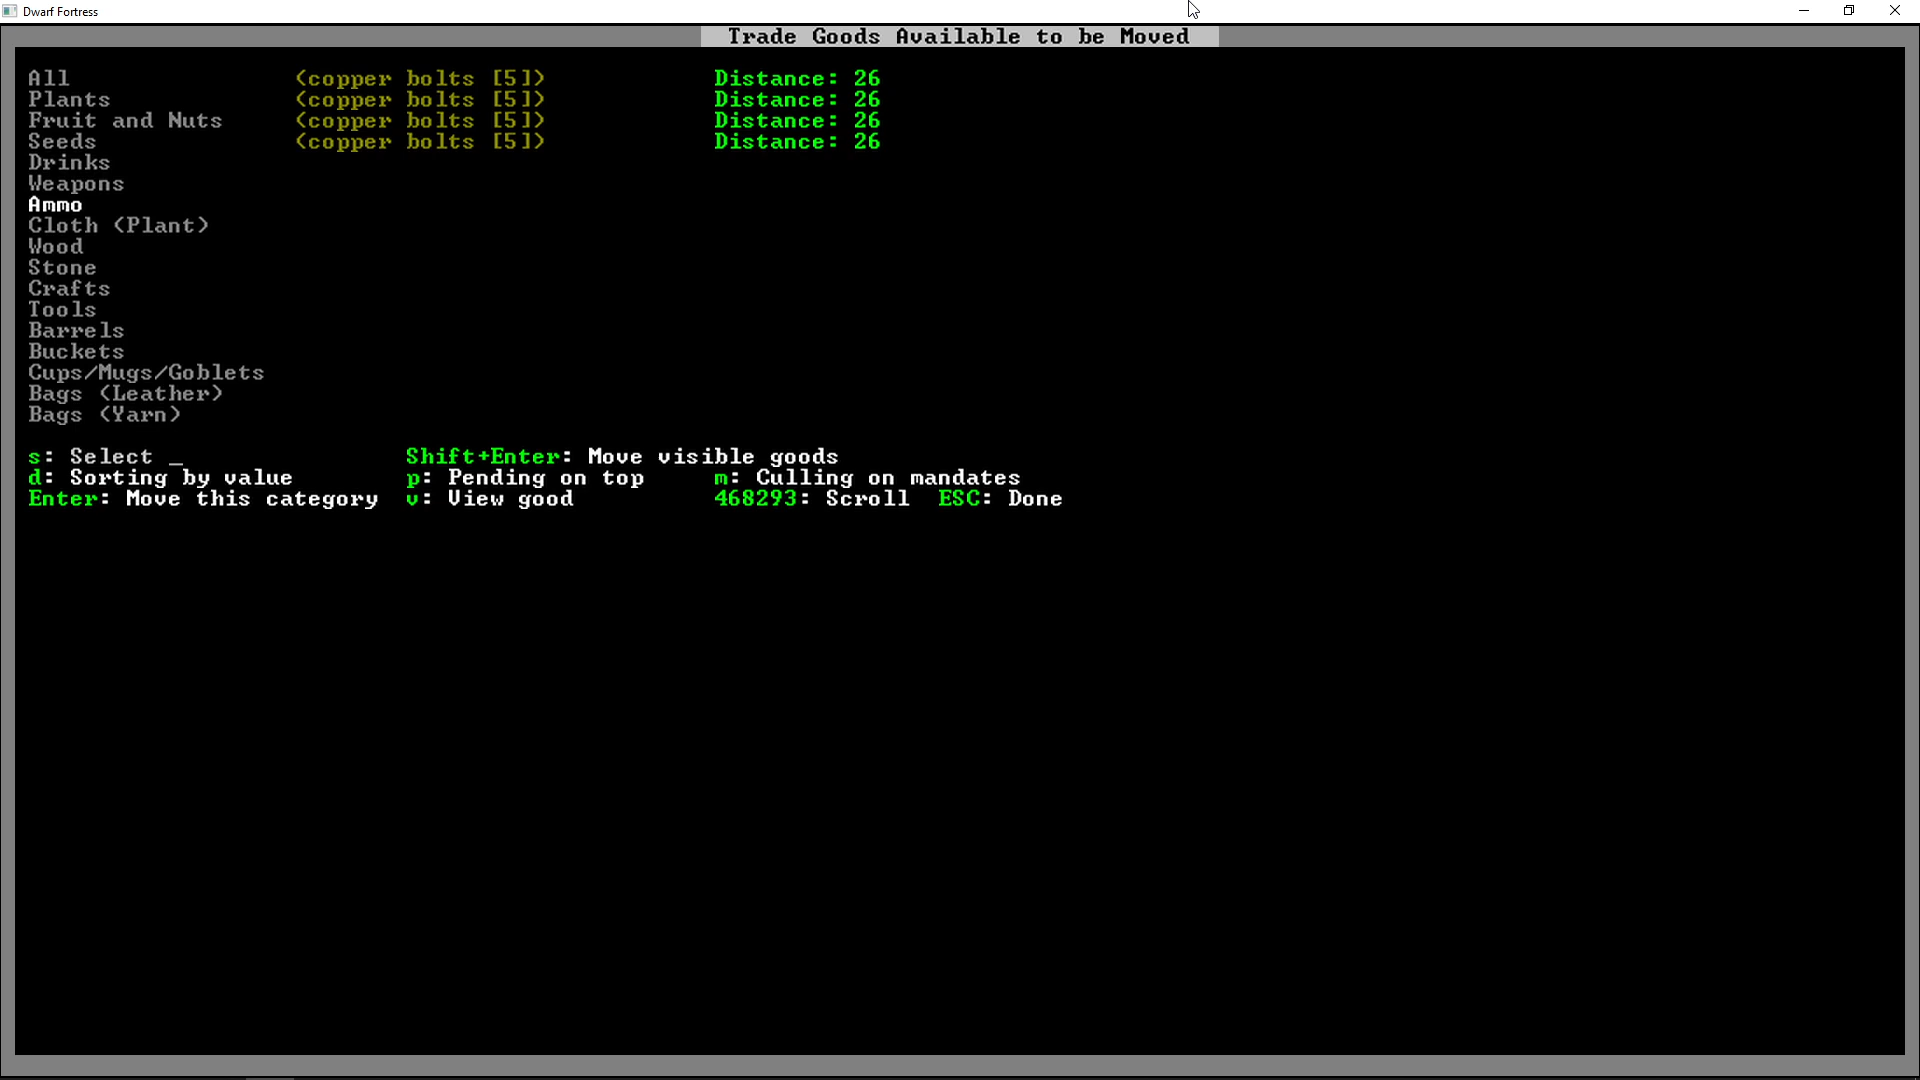 Dwarf Fortress
Trade Goods Available to be Moved
All (copper bolts [5]) Distance: 26
Plants (copper bolts [5]) Distance: 26
Fruit and Nuts (copper bolts [5]) Distance: 26
Seeds (copper bolts [5]) Distance: 26
Drinks
Weapons
Ammo
Cloth (Plant)
Wood
Stone
Crafts
Tools
Barrels
Buckets
Cups/Mugs/Goblets
Bags (Leather)
Bags (Yarn)
s: Select _ Shift+Enter: Move visible goods
d: Sorting by value p: Pending on top m: Culling on mandates
Enter: Move this category v: View good 468293: Scroll ESC: Done